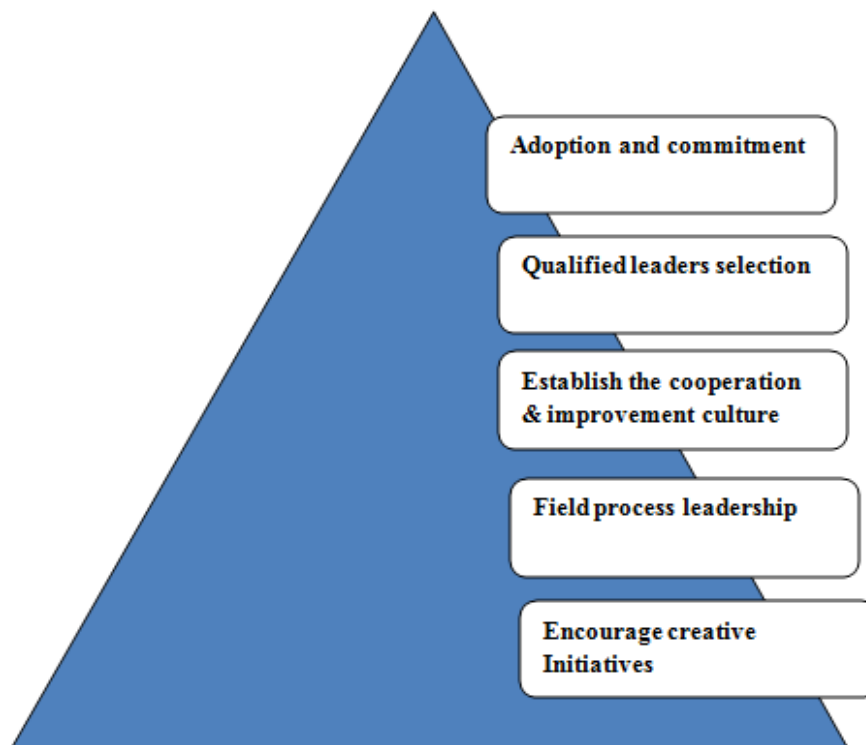 Adoption and commitment
Qualified leaders selection
Establish the cooperation
& improvement culture
Field process leadership
Encourage creative
Initiatives